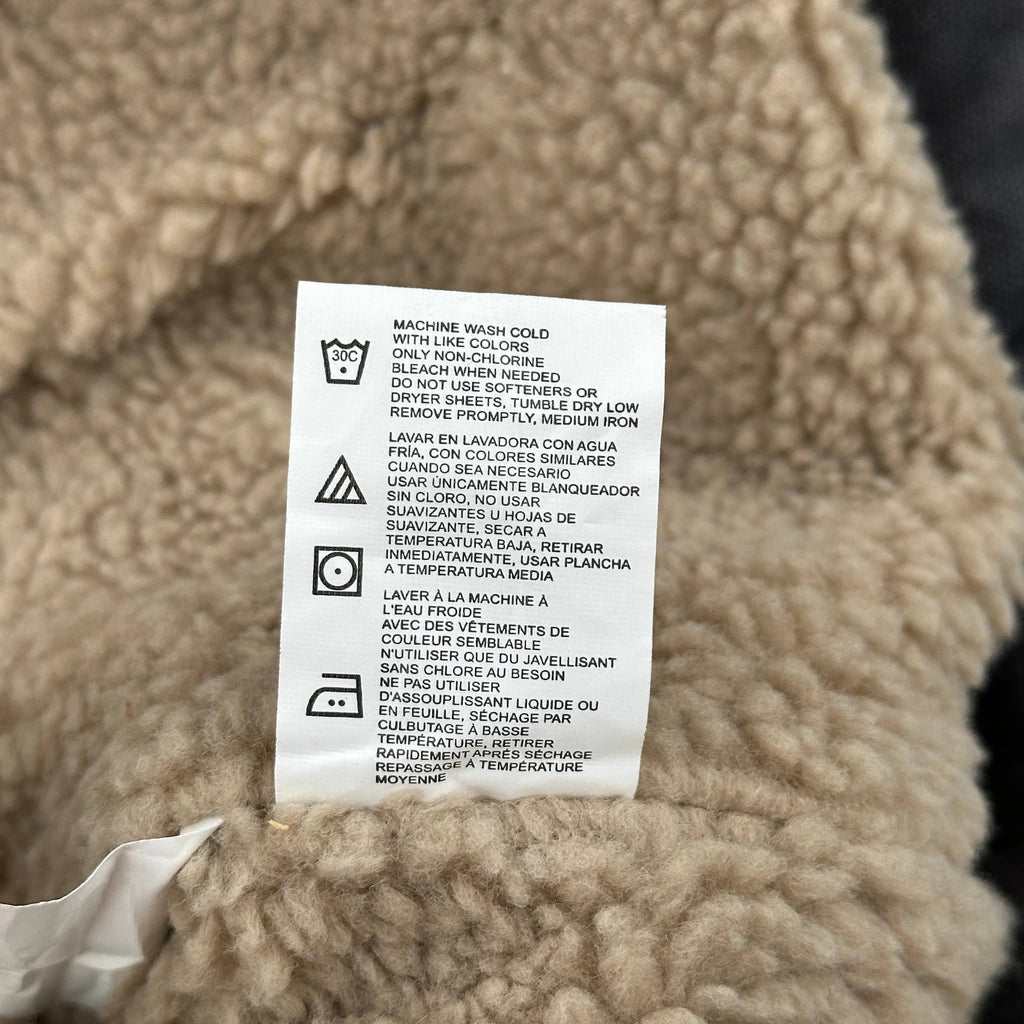 30C
MACHINE WASH COLD
WITH LIKE COLORS
ONLY NON-CHLORINE
BLEACH WHEN NEEDED
DO NOT USE SOFTENERS OR
DRYER SHEETS, TUMBLE DRY LOW
REMOVE PROMPTLY, MEDIUM IRON
LAVAR EN LAVADORA CON AGUA
FRÍA, CON COLORES SIMILARES
CUANDO SEA NECESARIO
USAR ÚNICAMENTE BLANQUEADOR
SIN CLORO, NO USAR
SUAVIZANTES U HOJAS DE
SUAVIZANTE, SECAR A
TEMPERATURA BAJA, RETIRAR
INMEDIATAMENTE, USAR PLANCHA
A TEMPERATURA MEDIA
LAVER À LA MACHINE À
L'EAU FROIDE
AVEC DES VÊTEMENTS DE
COULEUR SEMBLABLE
N'UTILISER QUE DU JAVELLISANT
SANS CHLORE AU BESOIN
NE PAS UTILISER
D'ASSOUPLISSANT LIQUIDE OU
EN FEUILLE, SÉCHAGE PAR
CULBUTAGE À BASSE
TEMPÉRATURE, RETIRER
RAPIDEMENT APRÉS SÉCHAGE
REPASSAGE À TEMPÉRATURE
MOYENNE